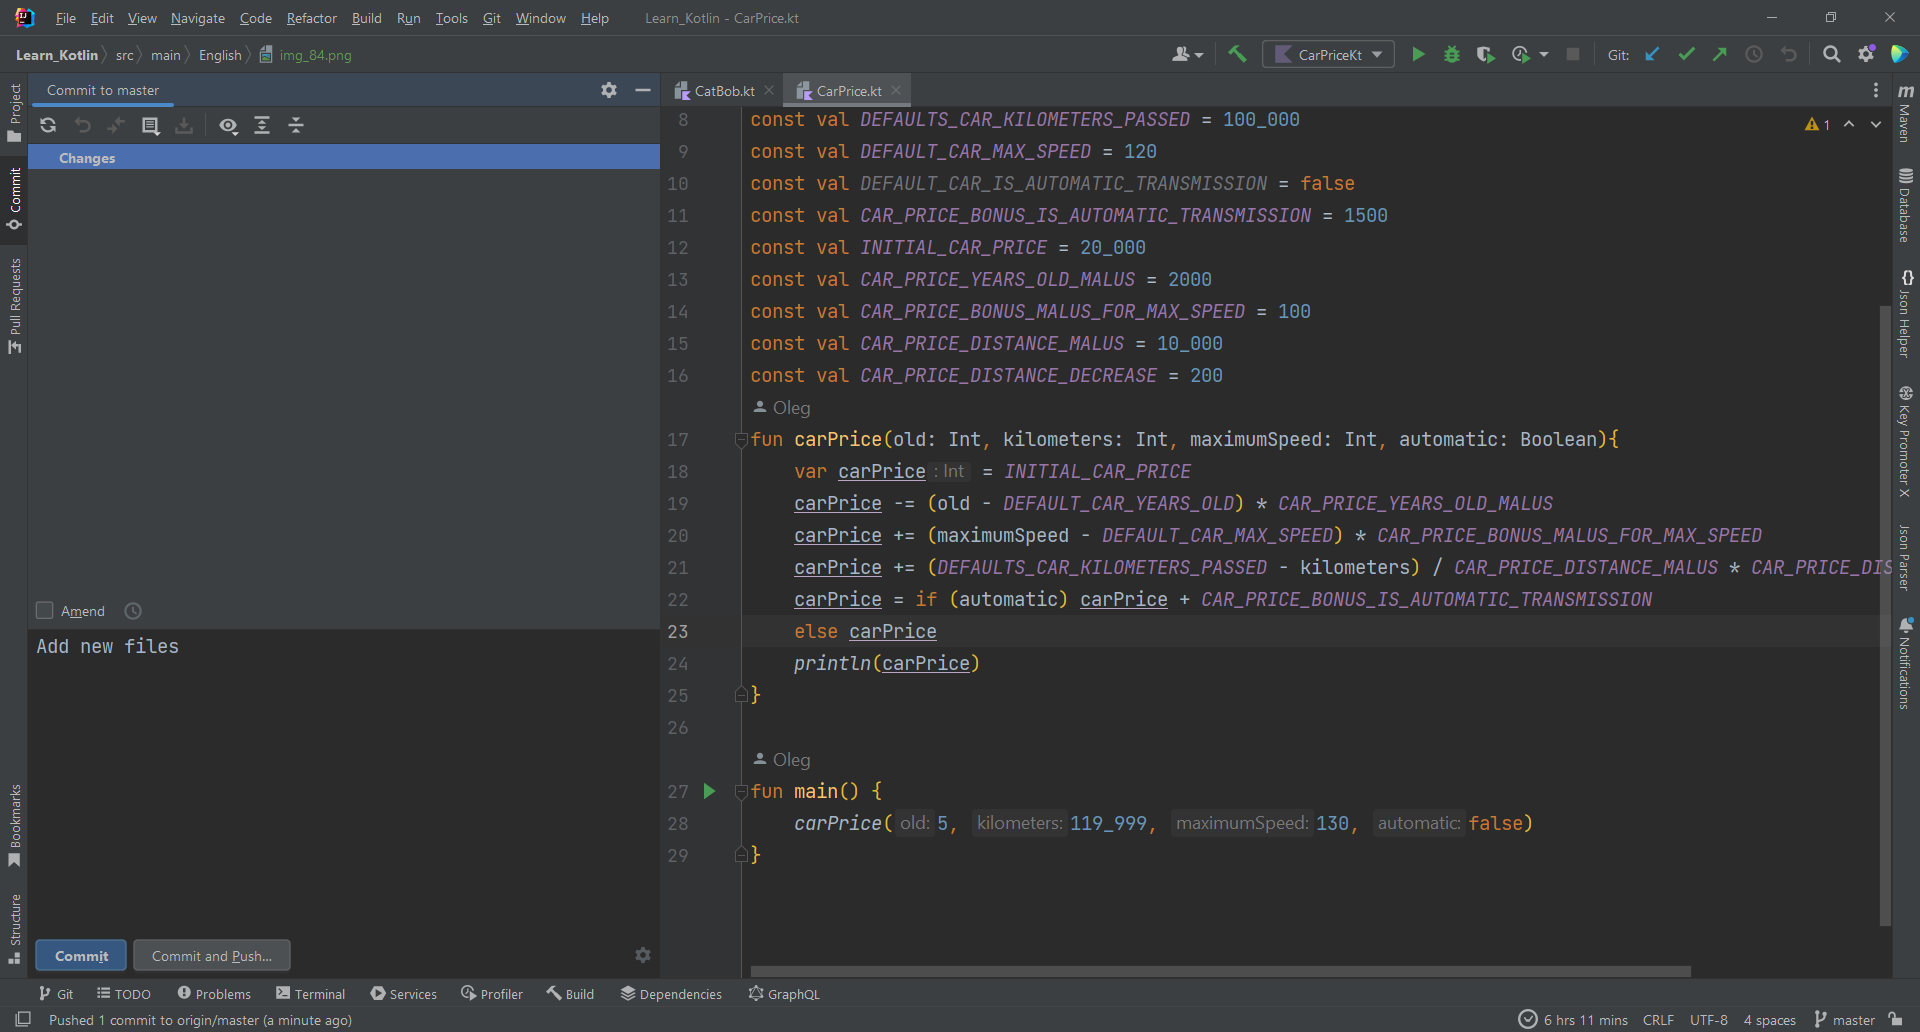 File Edit View Navigate Code Refactor Build Run Tools Git Window Help Learn_Kotlin - CarPrice.kt
Learn_Kotlin src main English img_84.png CarPriceKt Git:
Commit to master
CatBob.kt CarPrice.kt
Changes
1
8 const val DEFAULTS_CAR_KILOMETERS_PASSED = 100_000
9 const val DEFAULT_CAR_MAX_SPEED = 120
10 const val DEFAULT_CAR_IS_AUTOMATIC_TRANSMISSION = false
11 const val CAR_PRICE_BONUS_IS_AUTOMATIC_TRANSMISSION = 1500
12 const val INITIAL_CAR_PRICE = 20_000
13 const val CAR_PRICE_YEARS_OLD_MALUS = 2000
14 const val CAR_PRICE_BONUS_MALUS_FOR_MAX_SPEED = 100
15 const val CAR_PRICE_DISTANCE_MALUS = 10_000
16 const val CAR_PRICE_DISTANCE_DECREASE = 200
Oleg
17 fun carPrice(old: Int, kilometers: Int, maximumSpeed: Int, automatic: Boolean){
18 var carPrice : Int = INITIAL_CAR_PRICE
19 carPrice -= (old - DEFAULT_CAR_YEARS_OLD) * CAR_PRICE_YEARS_OLD_MALUS
20 carPrice += (maximumSpeed - DEFAULT_CAR_MAX_SPEED) * CAR_PRICE_BONUS_MALUS_FOR_MAX_SPEED
21 carPrice += (DEFAULTS_CAR_KILOMETERS_PASSED - kilometers) / CAR_PRICE_DISTANCE_MALUS * CAR_PRICE_DIS
22 carPrice = if (automatic) carPrice + CAR_PRICE_BONUS_IS_AUTOMATIC_TRANSMISSION
23 else carPrice
24 println(carPrice)
25 }
26
Oleg
27 fun main() {
28 carPrice( old: 5, kilometers: 119_999, maximumSpeed: 130, automatic: false)
29 }
Amend
Add new files
Commit Commit and Push...
Project
Commit
Pull Requests
Bookmarks
Structure
m Maven
Database
{} Json Helper
Key Promoter X
Json Parser
Notifications
Git TODO Problems Terminal Services Profiler Build Dependencies GraphQL
Pushed 1 commit to origin/master (a minute ago) 6 hrs 11 mins CRLF UTF-8 4 spaces master